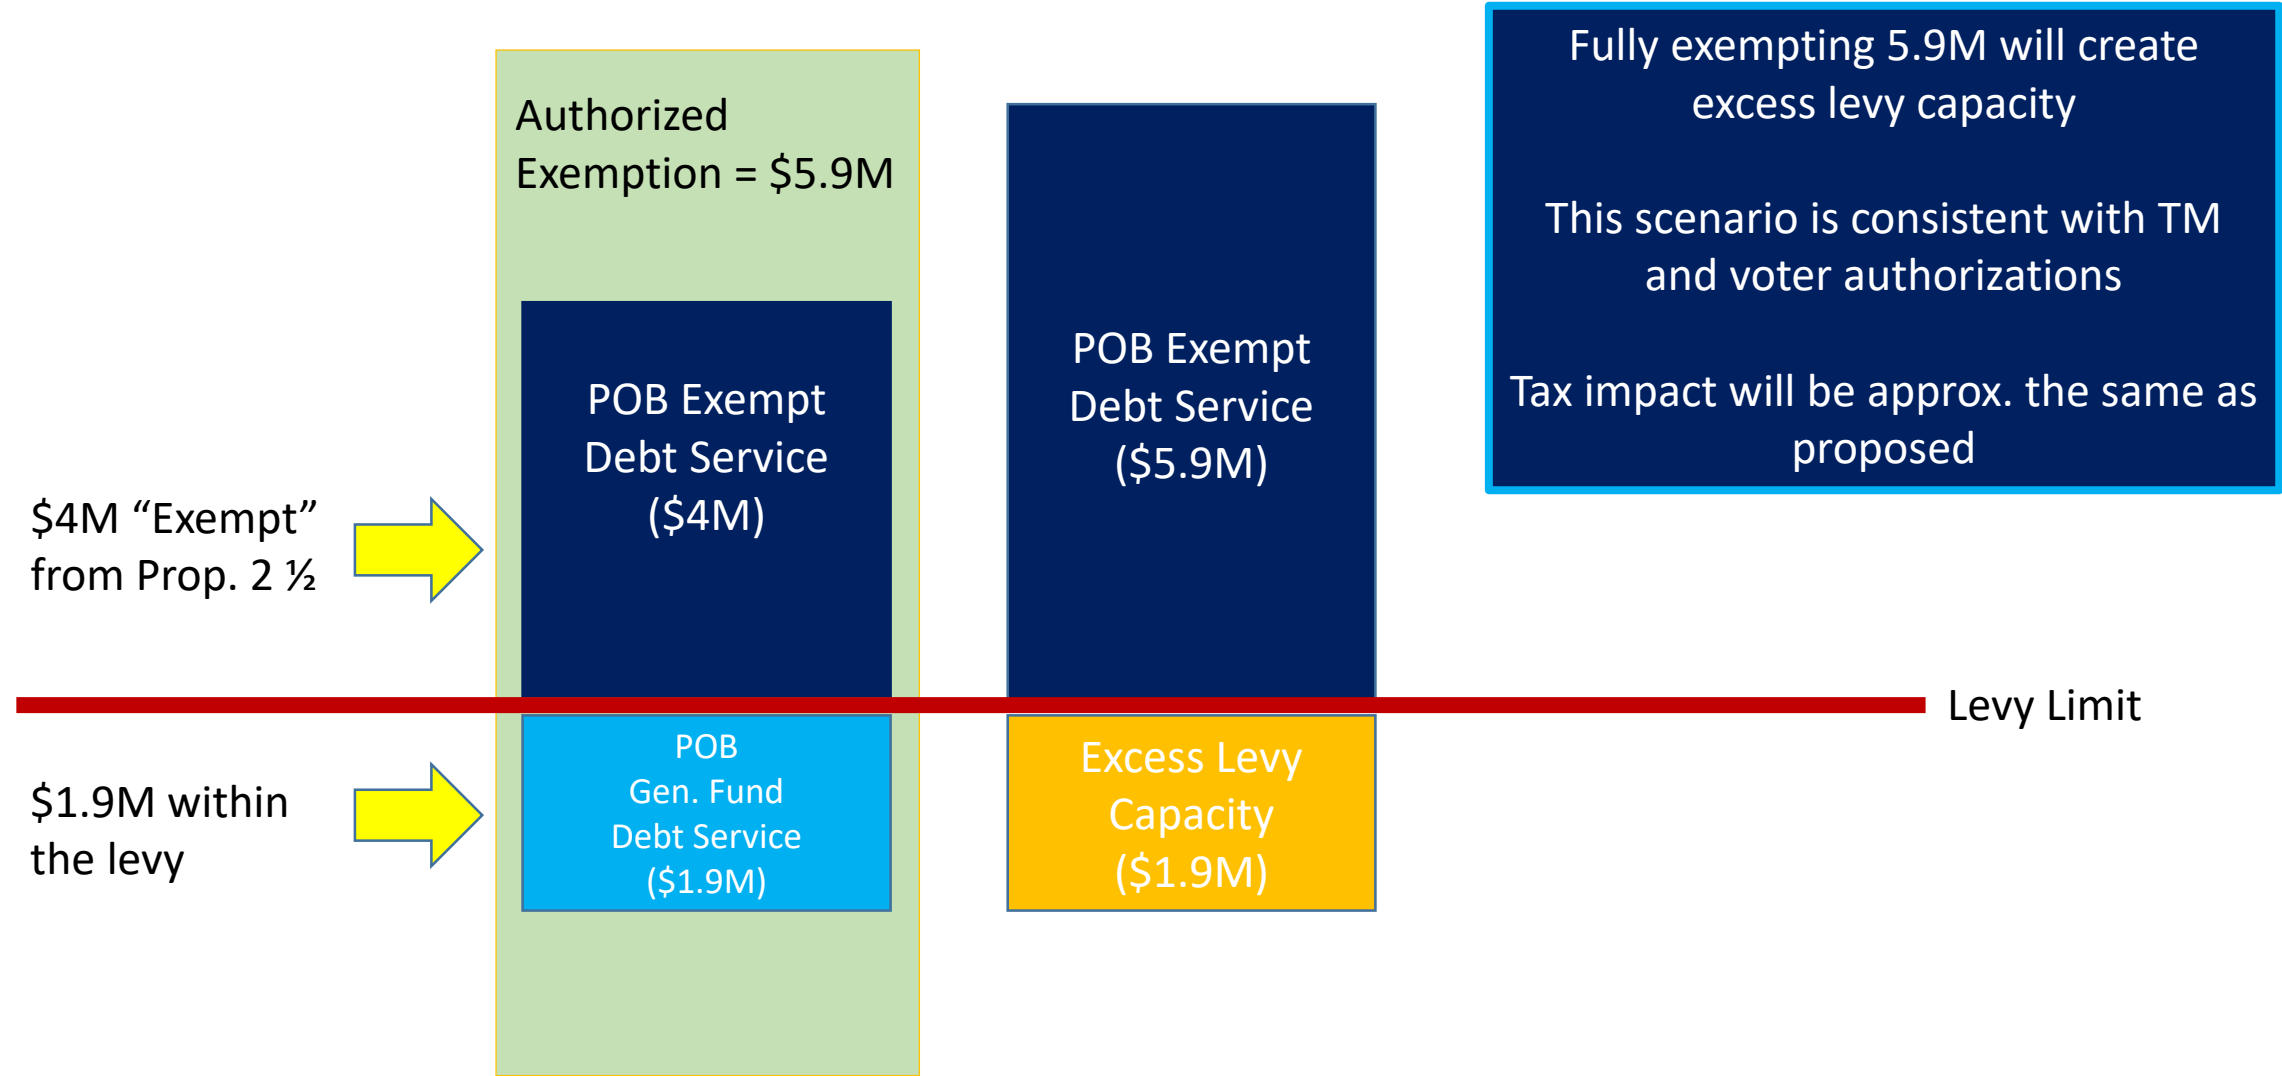 Authorized
Exemption = $5.9M
POB Exempt
Debt Service
($4M)
$4M “Exempt”
from Prop. 2 ½
POB
Gen. Fund
Debt Service
($1.9M)
$1.9M within
the levy
POB Exempt
Debt Service
($5.9M)
Excess Levy
Capacity
($1.9M)
Levy Limit
Fully exempting 5.9M will create
excess levy capacity
This scenario is consistent with TM
and voter authorizations
Tax impact will be approx. the same as
proposed